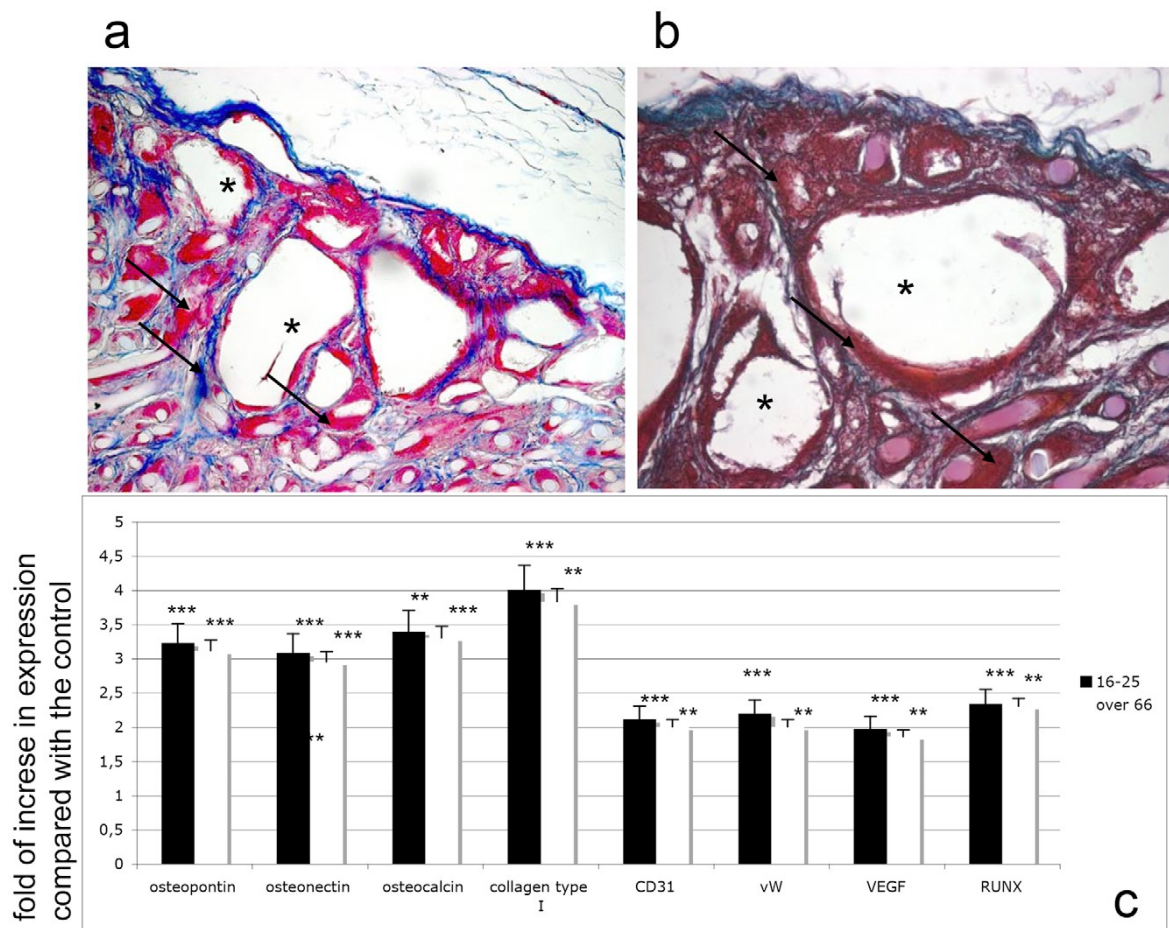 a
b
*
*
*
*
fold of increse in expression
compared with the control
5
4,5
4
3,5
3
2,5
2
1,5
1
0,5
0
***
***
***
***
**
***
***
**
***
**
***
**
***
**
***
**
**
osteopontin
osteonectin
osteocalcin
collagen type
I
CD31
vW
VEGF
RUNX
16-25
over 66
c